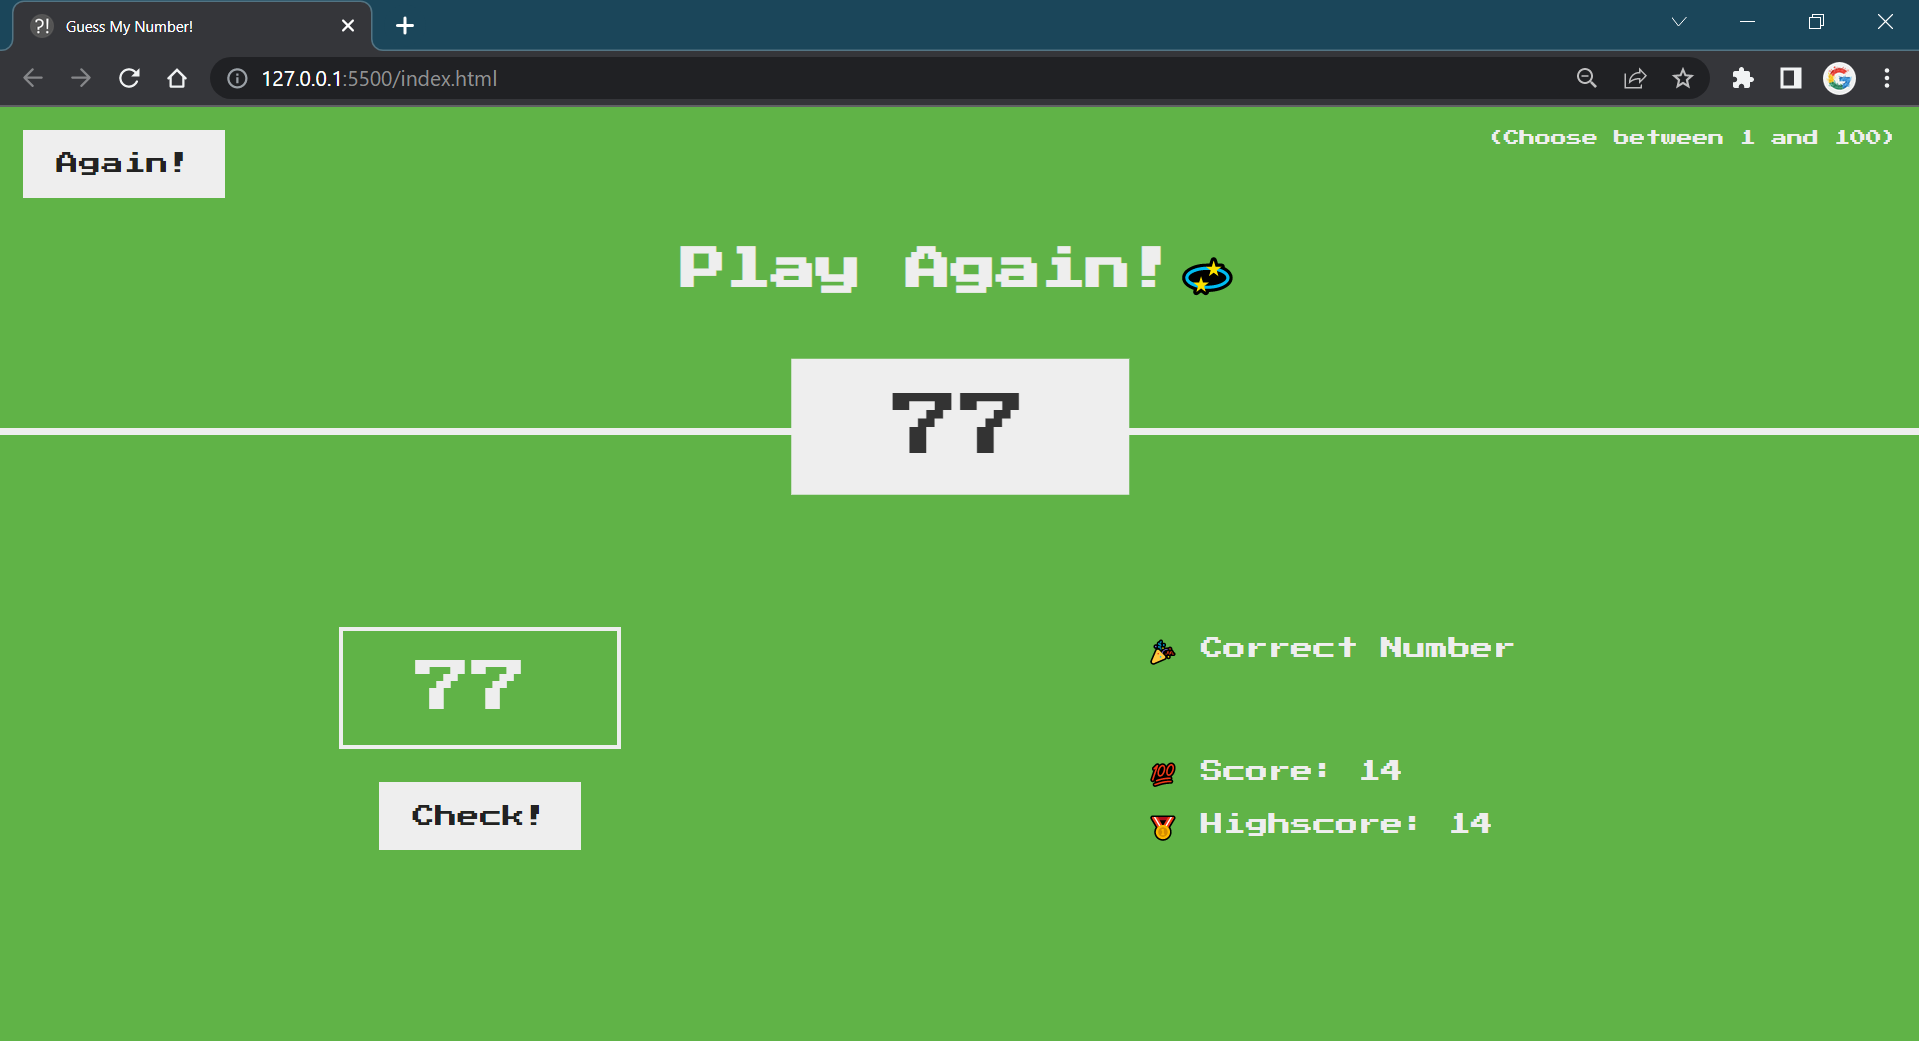 Guess My Number!
127.0.0.1:5500/index.html
Again!
(Choose between 1 and 100)
Play Again!💫
77
77
🎉 Correct Number
Check!
💯 Score: 14
🥇 Highscore: 14